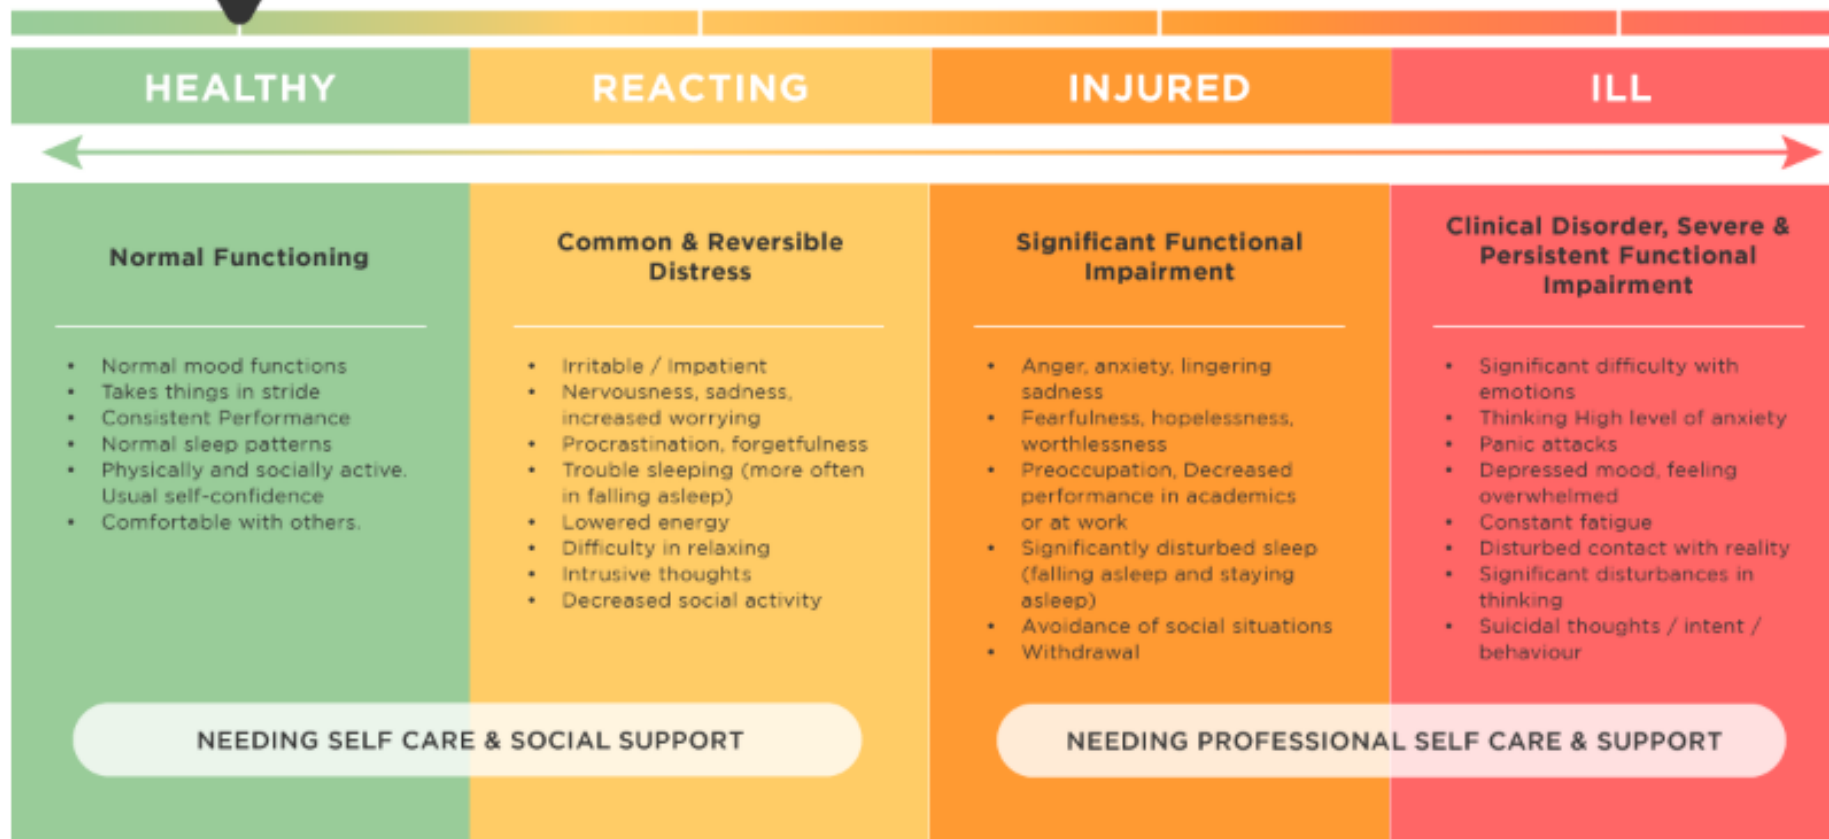 HEALTHY
REACTING
INJURED
ILL
Normal Functioning
• Normal mood functions
• Takes things in stride
• Consistent Performance
• Normal sleep patterns
• Physically and socially active.
Usual self-confidence
• Comfortable with others.
Common & Reversible
Distress
• Irritable / Impatient
• Nervousness, sadness,
increased worrying
• Procrastination, forgetfulness
• Trouble sleeping (more often
in falling asleep)
• Lowered energy
• Difficulty in relaxing
• Intrusive thoughts
• Decreased social activity
NEEDING SELF CARE & SOCIAL SUPPORT
Significant Functional
Impairment
• Anger, anxiety, lingering
sadness
• Fearfulness, hopelessness,
worthlessness
• Preoccupation, Decreased
performance in academics
or at work
• Significantly disturbed sleep
(falling asleep and staying
asleep)
• Avoidance of social situations
• Withdrawal
Clinical Disorder, Severe &
Persistent Functional
Impairment
• Significant difficulty with
emotions
• Thinking High level of anxiety
• Panic attacks
• Depressed mood, feeling
overwhelmed
• Constant fatigue
• Disturbed contact with reality
• Significant disturbances in
thinking
• Suicidal thoughts / intent /
behaviour
NEEDING PROFESSIONAL SELF CARE & SUPPORT